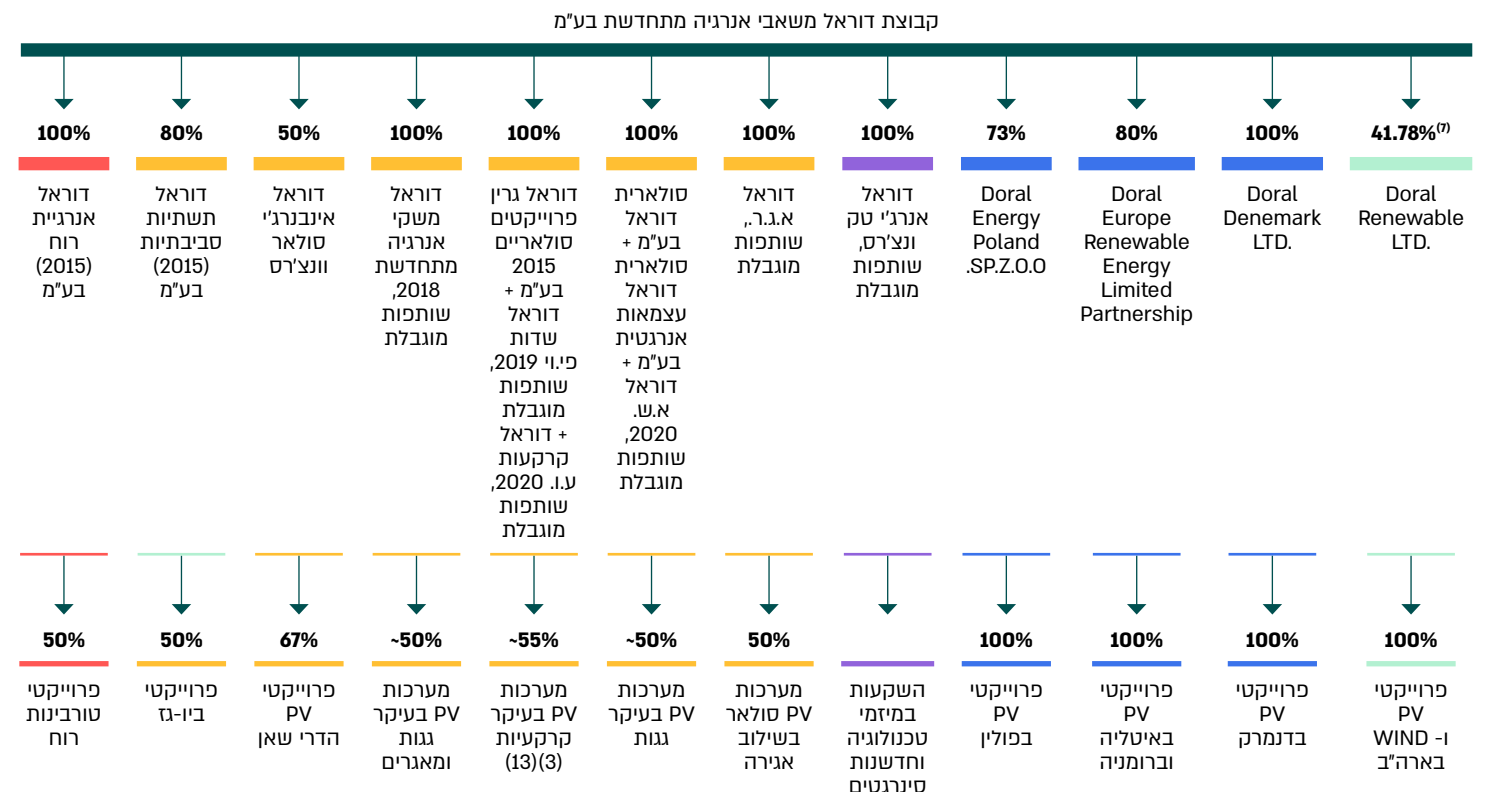 קבוצת דוראל משאבי אנרגיה מתחדשת בע"מ
100%
80%
50%
100%
100%
100%
100%
100%
73%
80%
100%
41.78%(7)
דוראל
אנרגיית
רוח
(2015)
בע"מ
דוראל
תשתיות
סביבתיות
(2015)
בע"מ
דוראל
אינבנרג'י
סולאר
וונצ'רס
דוראל
משקי
אנרגיה
מתחדשת
2018,
שותפות
מוגבלת
דוראל גרין
פרוייקטים
סולאריים
2015
בע"מ +
דוראל
שדות
פי.וי 2019,
שותפות
מוגבלת
+ דוראל
קרקעות
ע.ו. 2020,
שותפות
מוגבלת
סולארית
דוראל
בע"מ +
סולארית
דוראל
עצמאות
אנרגטית
בע"מ +
דוראל
א.ש.
2020,
שותפות
מוגבלת
דוראל
א.ג.ר.,
שותפות
מוגבלת
דוראל
אנרג'י טק
ונצ'רס,
שותפות
מוגבלת
Doral
Energy
Poland
.SP.Z.O.O
Doral
Europe
Renewable
Energy
Limited
Partnership
Doral
Denemark
LTD.
Doral
Renewable
LTD.
50%
50%
67%
~50%
~55%
~50%
50%
100%
100%
100%
100%
פרוייקטי
טורבינות
רוח
פרוייקטי
ביו-גז
פרוייקטי
PV
הדרי שאן
מערכות
PV בעיקר
גגות
ומאגרים
מערכות
PV בעיקר
קרקעיות
(3)(13)
מערכות
PV בעיקר
גגות
מערכות
PV סולאר
בשילוב
אגירה
השקעות
במיזמי
טכנולוגיה
וחדשנות
סינרגטים
פרוייקטי
PV
בפולין
פרוייקטי
PV
באיטליה
וברומניה
פרוייקטי
PV
בדנמרק
פרוייקטי
PV
ו- WIND
בארה"ב